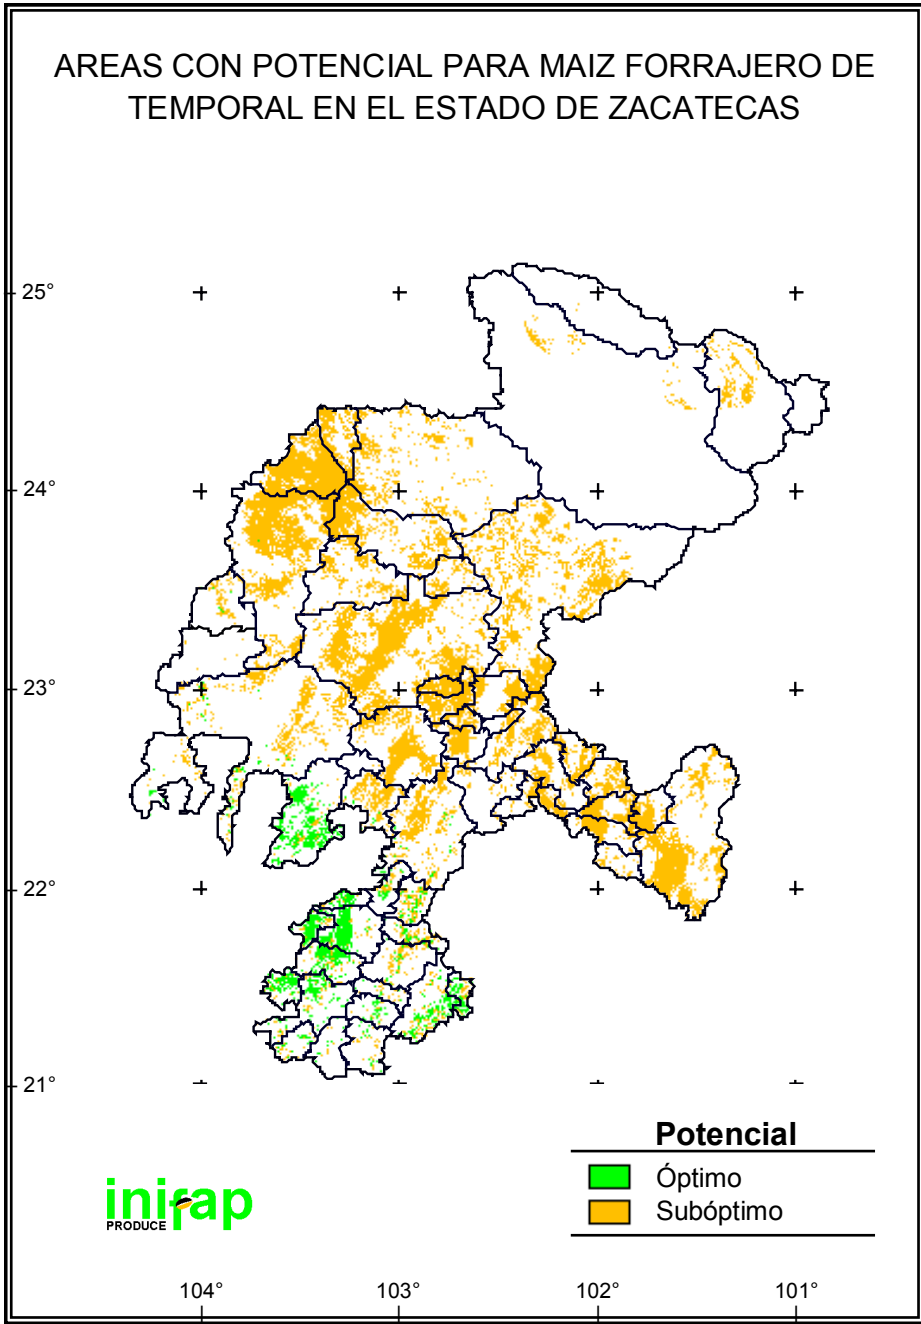 AREAS CON POTENCIAL PARA MAIZ FORRAJERO DE
TEMPORAL EN EL ESTADO DE ZACATECAS
25°
24°
23°
22°
21°
Potencial
Óptimo
Subóptimo
inifap
PRODUCE
104°
103°
102°
101°